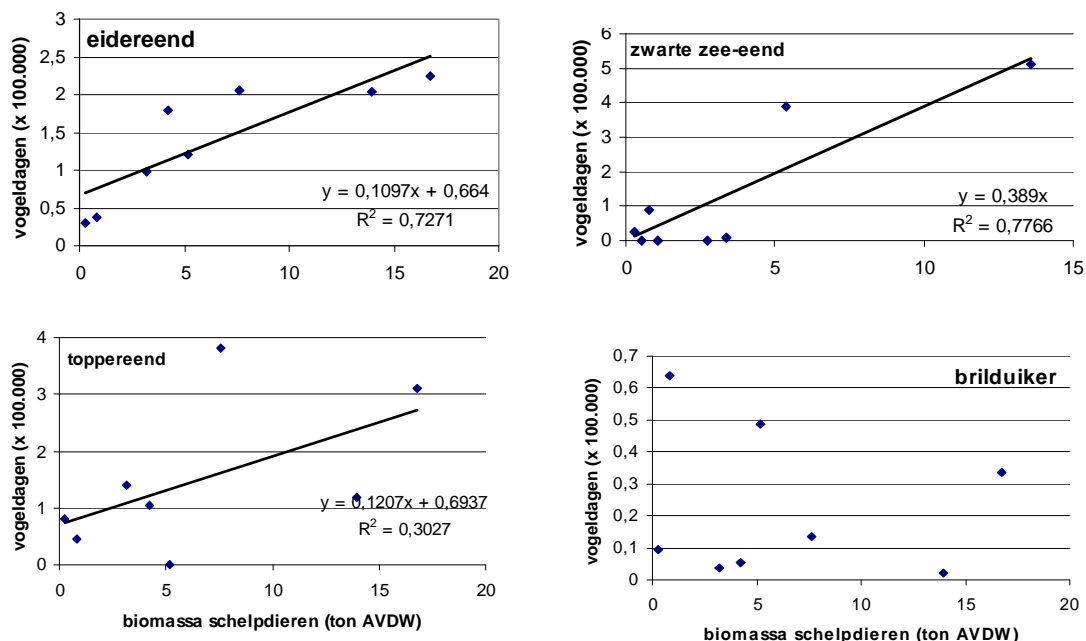 eidereend
vogeldagen (x 100.000)
3
2,5
2
1,5
1
0,5
0
0 5 10 15 20
y = 0,1097x + 0,664
R² = 0,7271
zwarte zee-eend
vogeldagen (x 100.000)
6
5
4
3
2
1
0
0 5 10 15
y = 0,389x
R² = 0,7766
toppereend
vogeldagen (x 100.000)
4
3
2
1
0
0 5 10 15 20
y = 0,1207x + 0,6937
R² = 0,3027
biomassa schelpdieren (ton AVDW)
brilduiker
vogeldagen (x 100.000)
0,7
0,6
0,5
0,4
0,3
0,2
0,1
0
0 5 10 15 20
biomassa schelpdieren (ton AVDW)